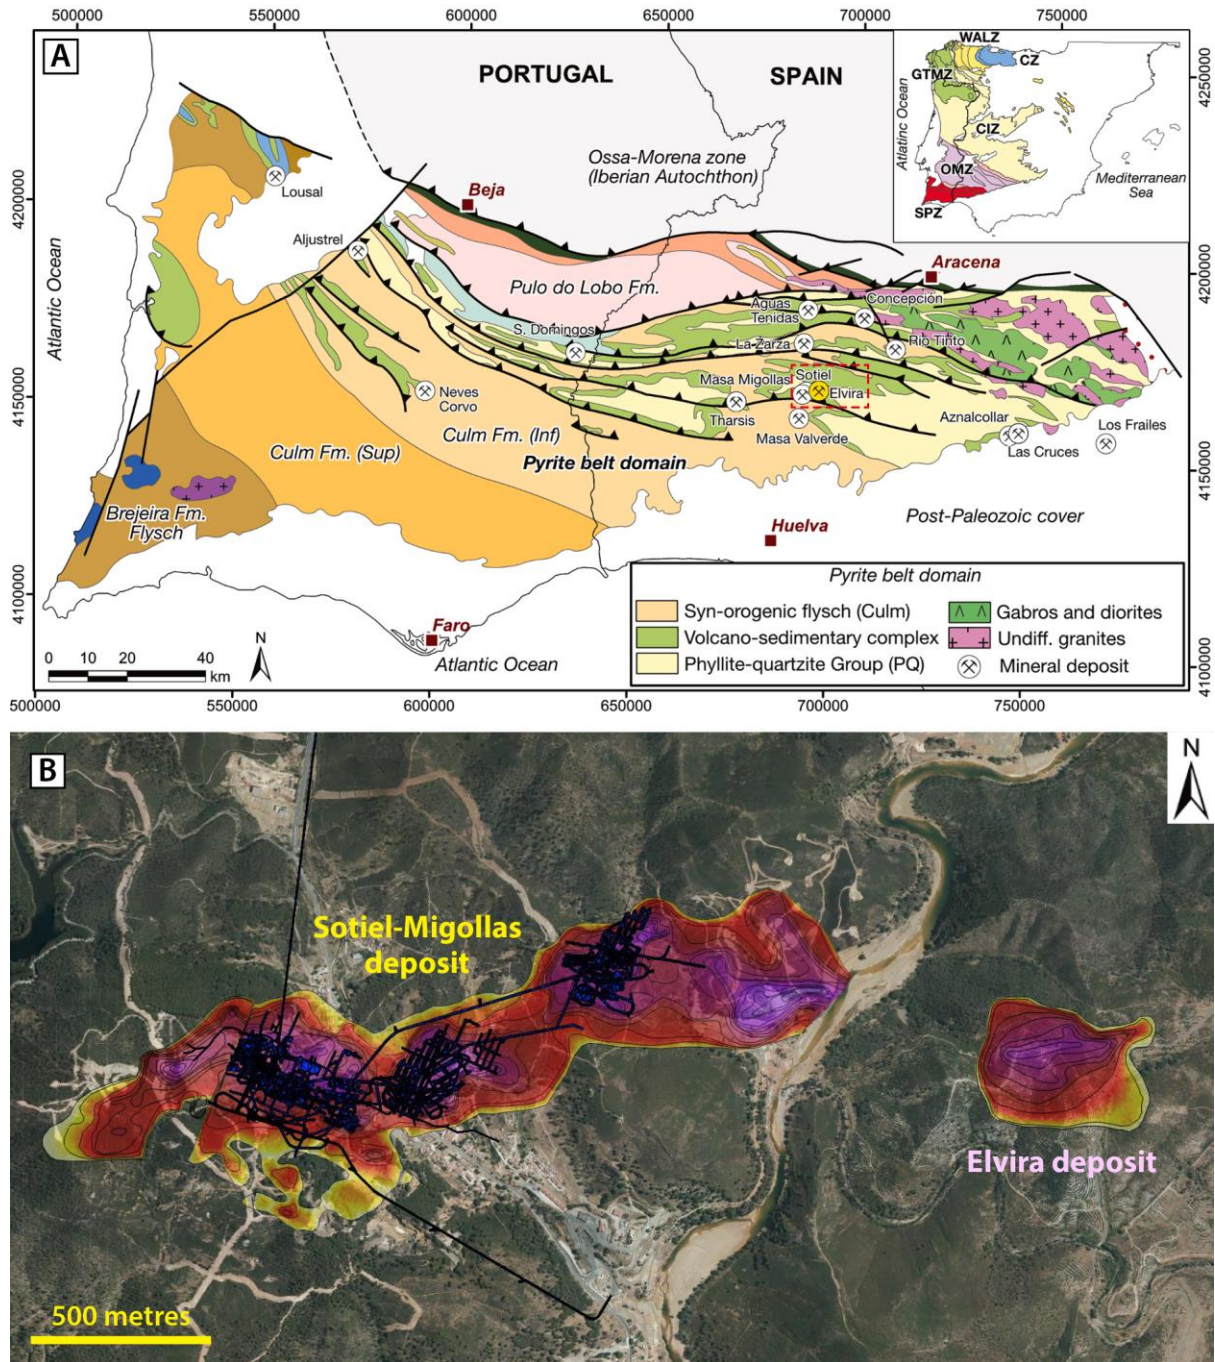 500000 550000 600000 650000 700000 750000
A
PORTUGAL
SPAIN
Ossa-Morena zone
(Iberian Autochthon)
WALZ
CZ
GTMZ
CIZ
OMZ
SPZ
Atlatinc Ocean
Mediterranean
Sea
4250000
4200000
4150000
4100000
4200000
4150000
4100000
Atlantic Ocean
Lousal
Beja
Aljustrel
Aracena
Pulo do Lobo Fm.
Concepción
Aguas
Tenidas
S. Domingos
La Zarza
Rio Tinto
Masa Migollas
Sotiel
Elvira
Neves
Corvo
Tharsis
Masa Valverde
Aznalcollar
Los Frailes
Las Cruces
Culm Fm. (Inf)
Culm Fm. (Sup)
Pyrite belt domain
Brejeira Fm.
Flysch
Huelva
Post-Paleozoic cover
Faro
Atlantic Ocean
N
0 10 20 40
km
Pyrite belt domain
Syn-orogenic flysch (Culm)
Volcano-sedimentary complex
Phyllite-quartzite Group (PQ)
Gabros and diorites
Undiff. granites
Mineral deposit
500000 550000 600000 650000 700000 750000
B
N
Sotiel-Migollas
deposit
Elvira deposit
500 metres